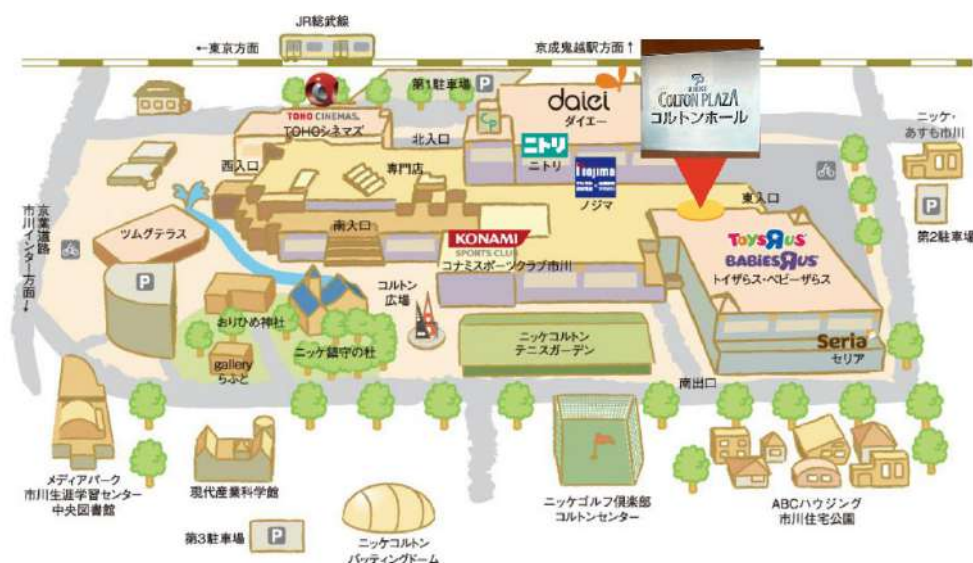 JR総武線
←東京方面
京成鬼越駅方面↑
第1駐車場
P
daiei
ダイエー
COLTON PLAZA
コルトンホール
TOHO CINEMAS
TOHOシネマズ
CP
北入口
ニトリ
ニトリ
ニッケ・
あすも市川
西入口
専門店
nojima
ノジマ
東入口
P
第2駐車場
京葉道路
市川インター方面→
ツムグテラス
南入口
KONAMI
SPORTS CLUB
コナミスポーツクラブ市川
TOYSRUS
BABIESRUS
トイザらス・ベビーザらス
P
コルトン
広場
おりひめ神社
ニッケ鎮守の杜
gallery
らふと
ニッケコルトン
テニスガーデン
Seria
セリア
南出口
メディアパーク
市川生涯学習センター
中央図書館
現代産業科学館
第3駐車場
P
ニッケコルトン
バッティングドーム
ニッケゴルフ倶楽部
コルトンセンター
ABCハウジング
市川住宅公園